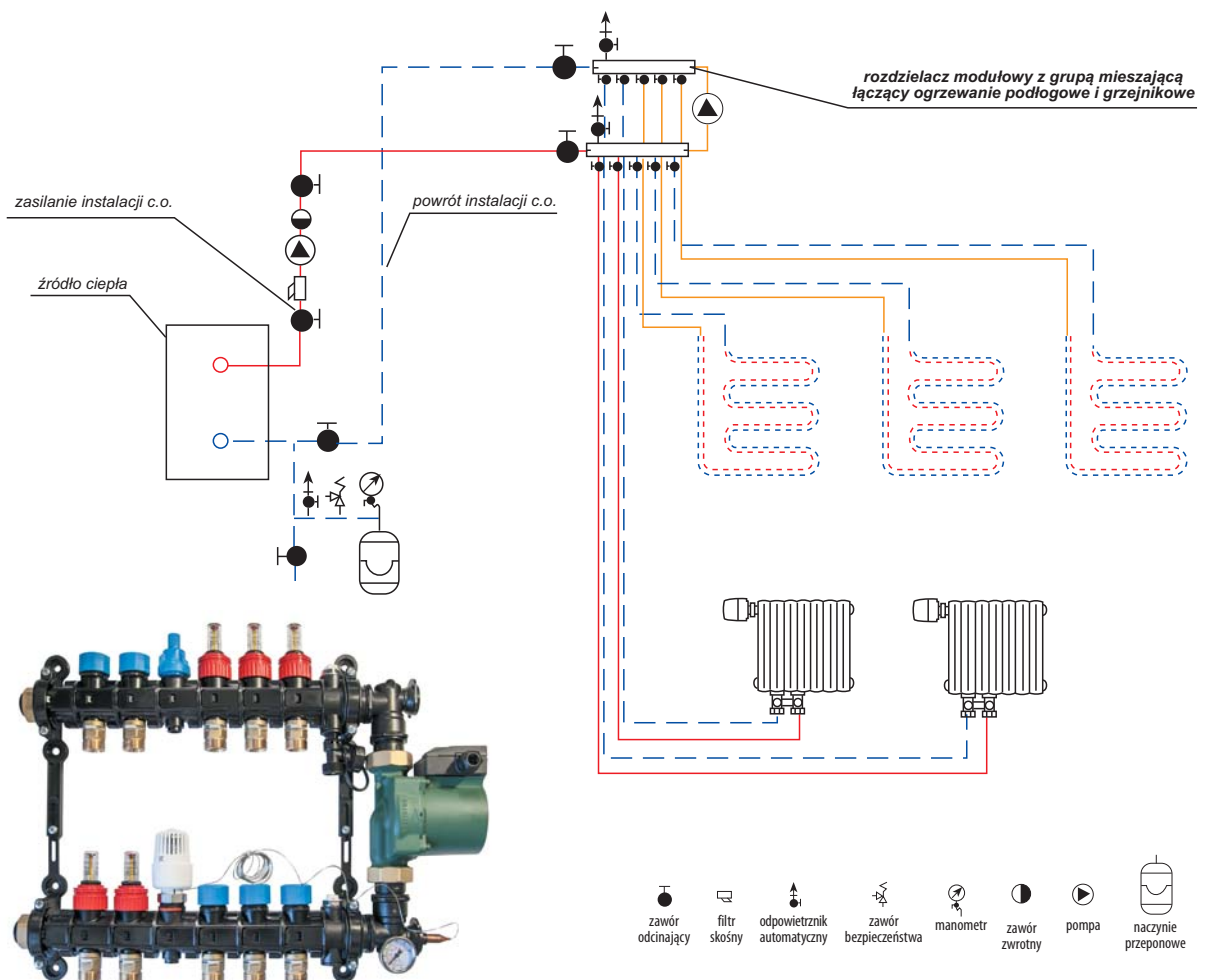 rozdzielacz modułowy z grupą mieszającą
łączący ogrzewanie podłogowe i grzejnikowe
zasilanie instalacji c.o.
powrót instalacji c.o.
źródło ciepła
zawór
odcinający
filtr
skośny
odpowietrznik
automatyczny
zawór
bezpieczeństwa
manometr
zawór
zwrotny
pompa
naczynie
przeponowe